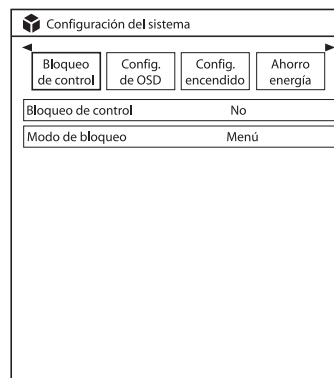 Configuración del sistema
Bloqueo de control
Config. de OSD
Config. encendido
Ahorro energía
Bloqueo de control No
Modo de bloqueo Menú